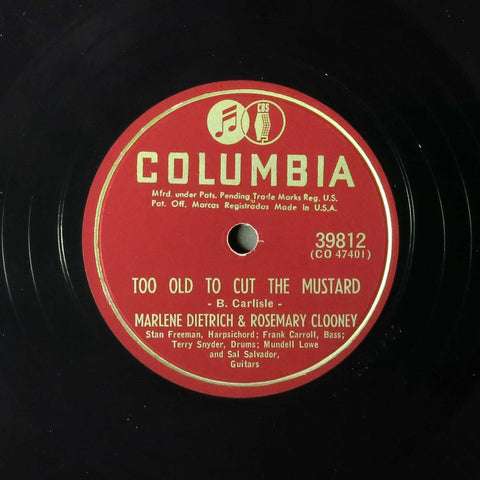 CBS
COLUMBIA
Mfrd. under Pats. Pending Trade Marks Reg. U.S.
Pat. Off. Marcas Registradas Made in U.S.A.
39812
(CO 47401)
TOO OLD TO CUT THE MUSTARD
- B. Carlisle -
MARLENE DIETRICH & ROSEMARY CLOONEY
Stan Freeman, Harpsichord; Frank Carroll, Bass;
Terry Snyder, Drums; Mundell Lowe
and Sal Salvador,
Guitars